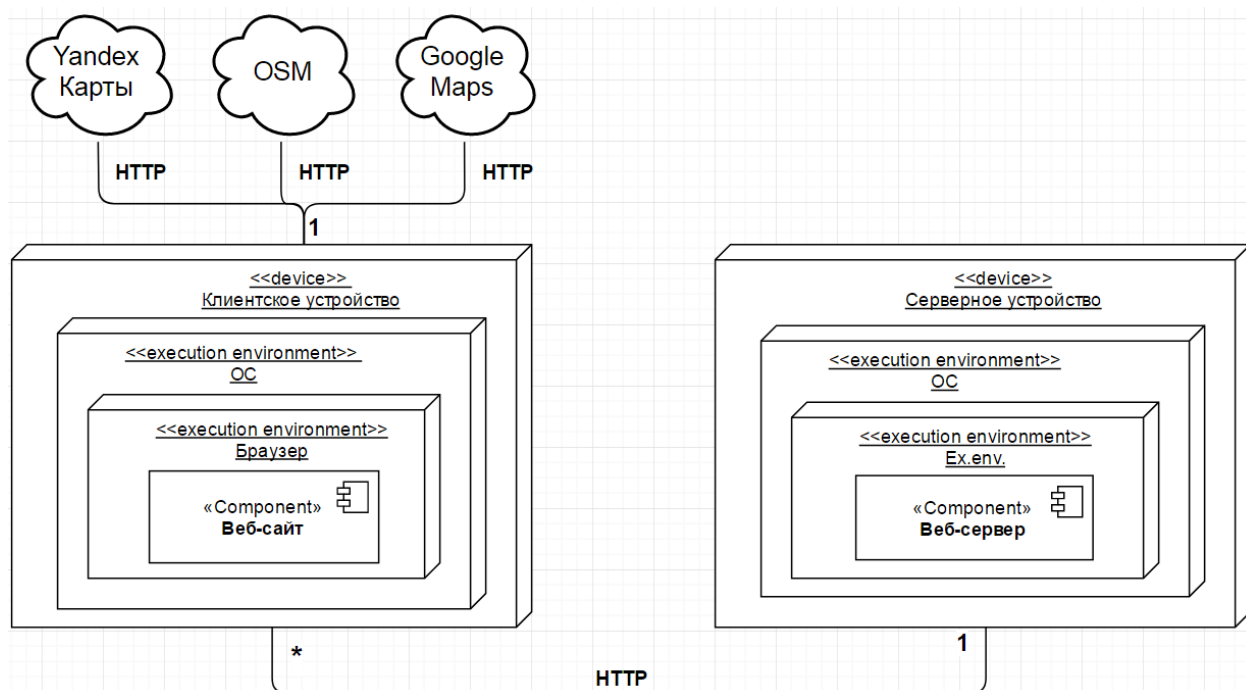 Yandex
Карты
OSM
Google
Maps
HTTP
HTTP
HTTP
1
<<device>>
Клиентское устройство
<<execution environment>>
ОС
<<execution environment>>
Браузер
«Component»
Веб-сайт
<<device>>
Серверное устройство
<<execution environment>>
ОС
<<execution environment>>
Ex.env.
«Component»
Веб-сервер
*
1
HTTP